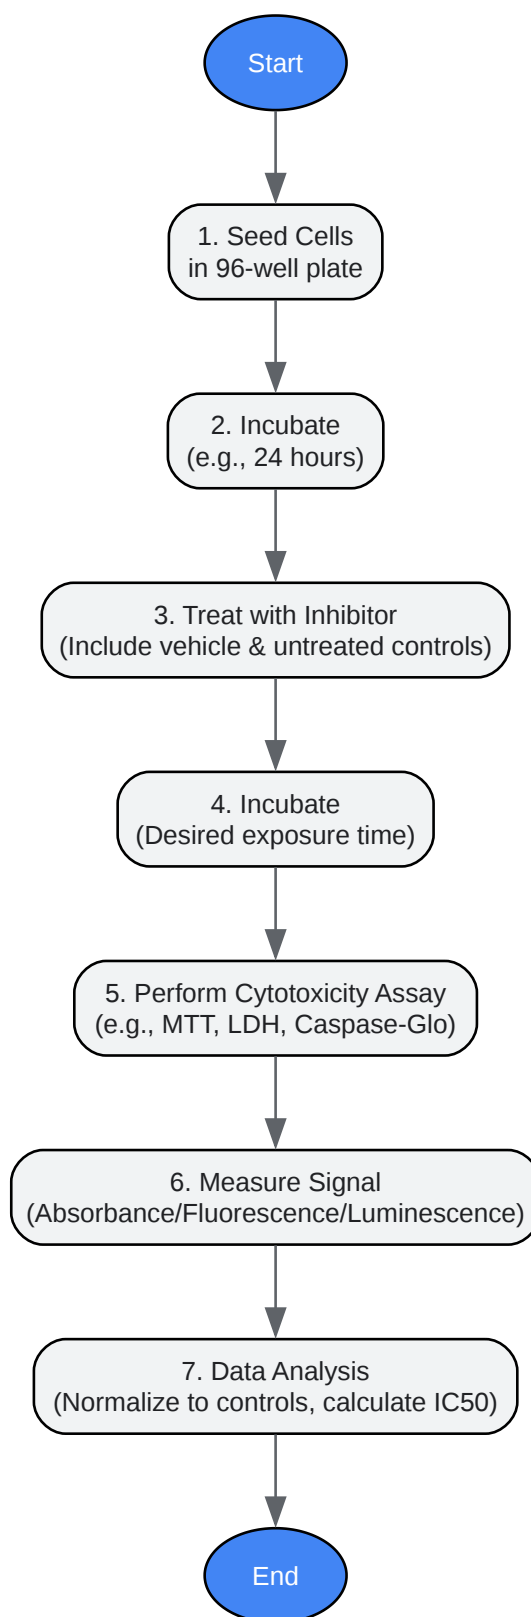 Start
1. Seed Cells
in 96-well plate
2. Incubate
(e.g., 24 hours)
3. Treat with Inhibitor
(Include vehicle & untreated controls)
4. Incubate
(Desired exposure time)
5. Perform Cytotoxicity Assay
(e.g., MTT, LDH, Caspase-Glo)
6. Measure Signal
(Absorbance/Fluorescence/Luminescence)
7. Data Analysis
(Normalize to controls, calculate IC50)
End